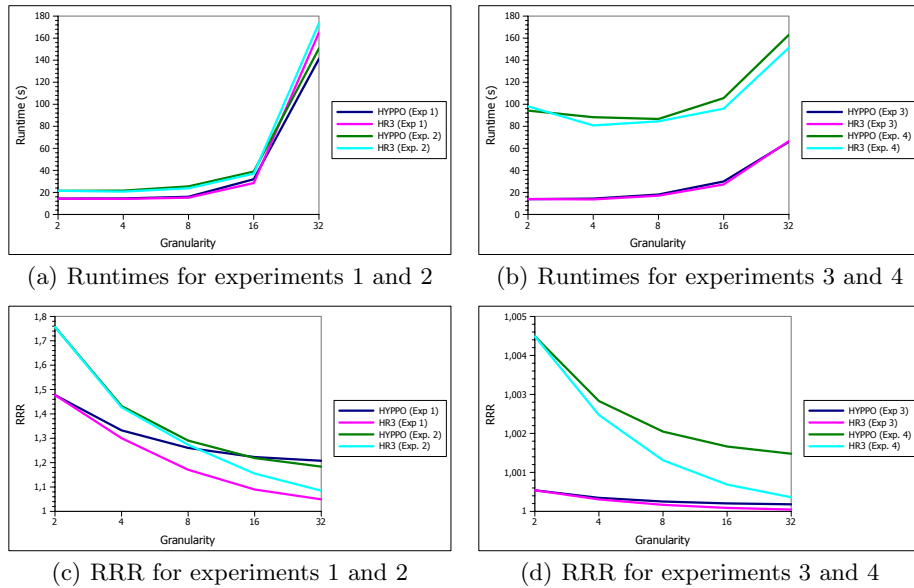 180
160
140
120
100
80
60
40
20
0
Runtime (s)
2 4 8 16 32
Granularity
HYPPO (Exp 1)
HR3 (Exp 1)
HYPPO (Exp. 2)
HR3 (Exp. 2)
180
160
140
120
100
80
60
40
20
0
Runtime (s)
2 4 8 16 32
Granularity
HYPPO (Exp 3)
HR3 (Exp 3)
HYPPO (Exp. 4)
HR3 (Exp. 4)
(a) Runtimes for experiments 1 and 2
(b) Runtimes for experiments 3 and 4
1,8
1,7
1,6
1,5
1,4
1,3
1,2
1,1
1
RRR
2 4 8 16 32
Granularity
HYPPO (Exp 1)
HR3 (Exp 1)
HYPPO (Exp. 2)
HR3 (Exp. 2)
1,005
1,004
1,003
1,002
1,001
1
RRR
2 4 8 16 32
Granularity
HYPPO (Exp 3)
HR3 (Exp 3)
HYPPO (Exp. 4)
HR3 (Exp. 4)
(c) RRR for experiments 1 and 2
(d) RRR for experiments 3 and 4